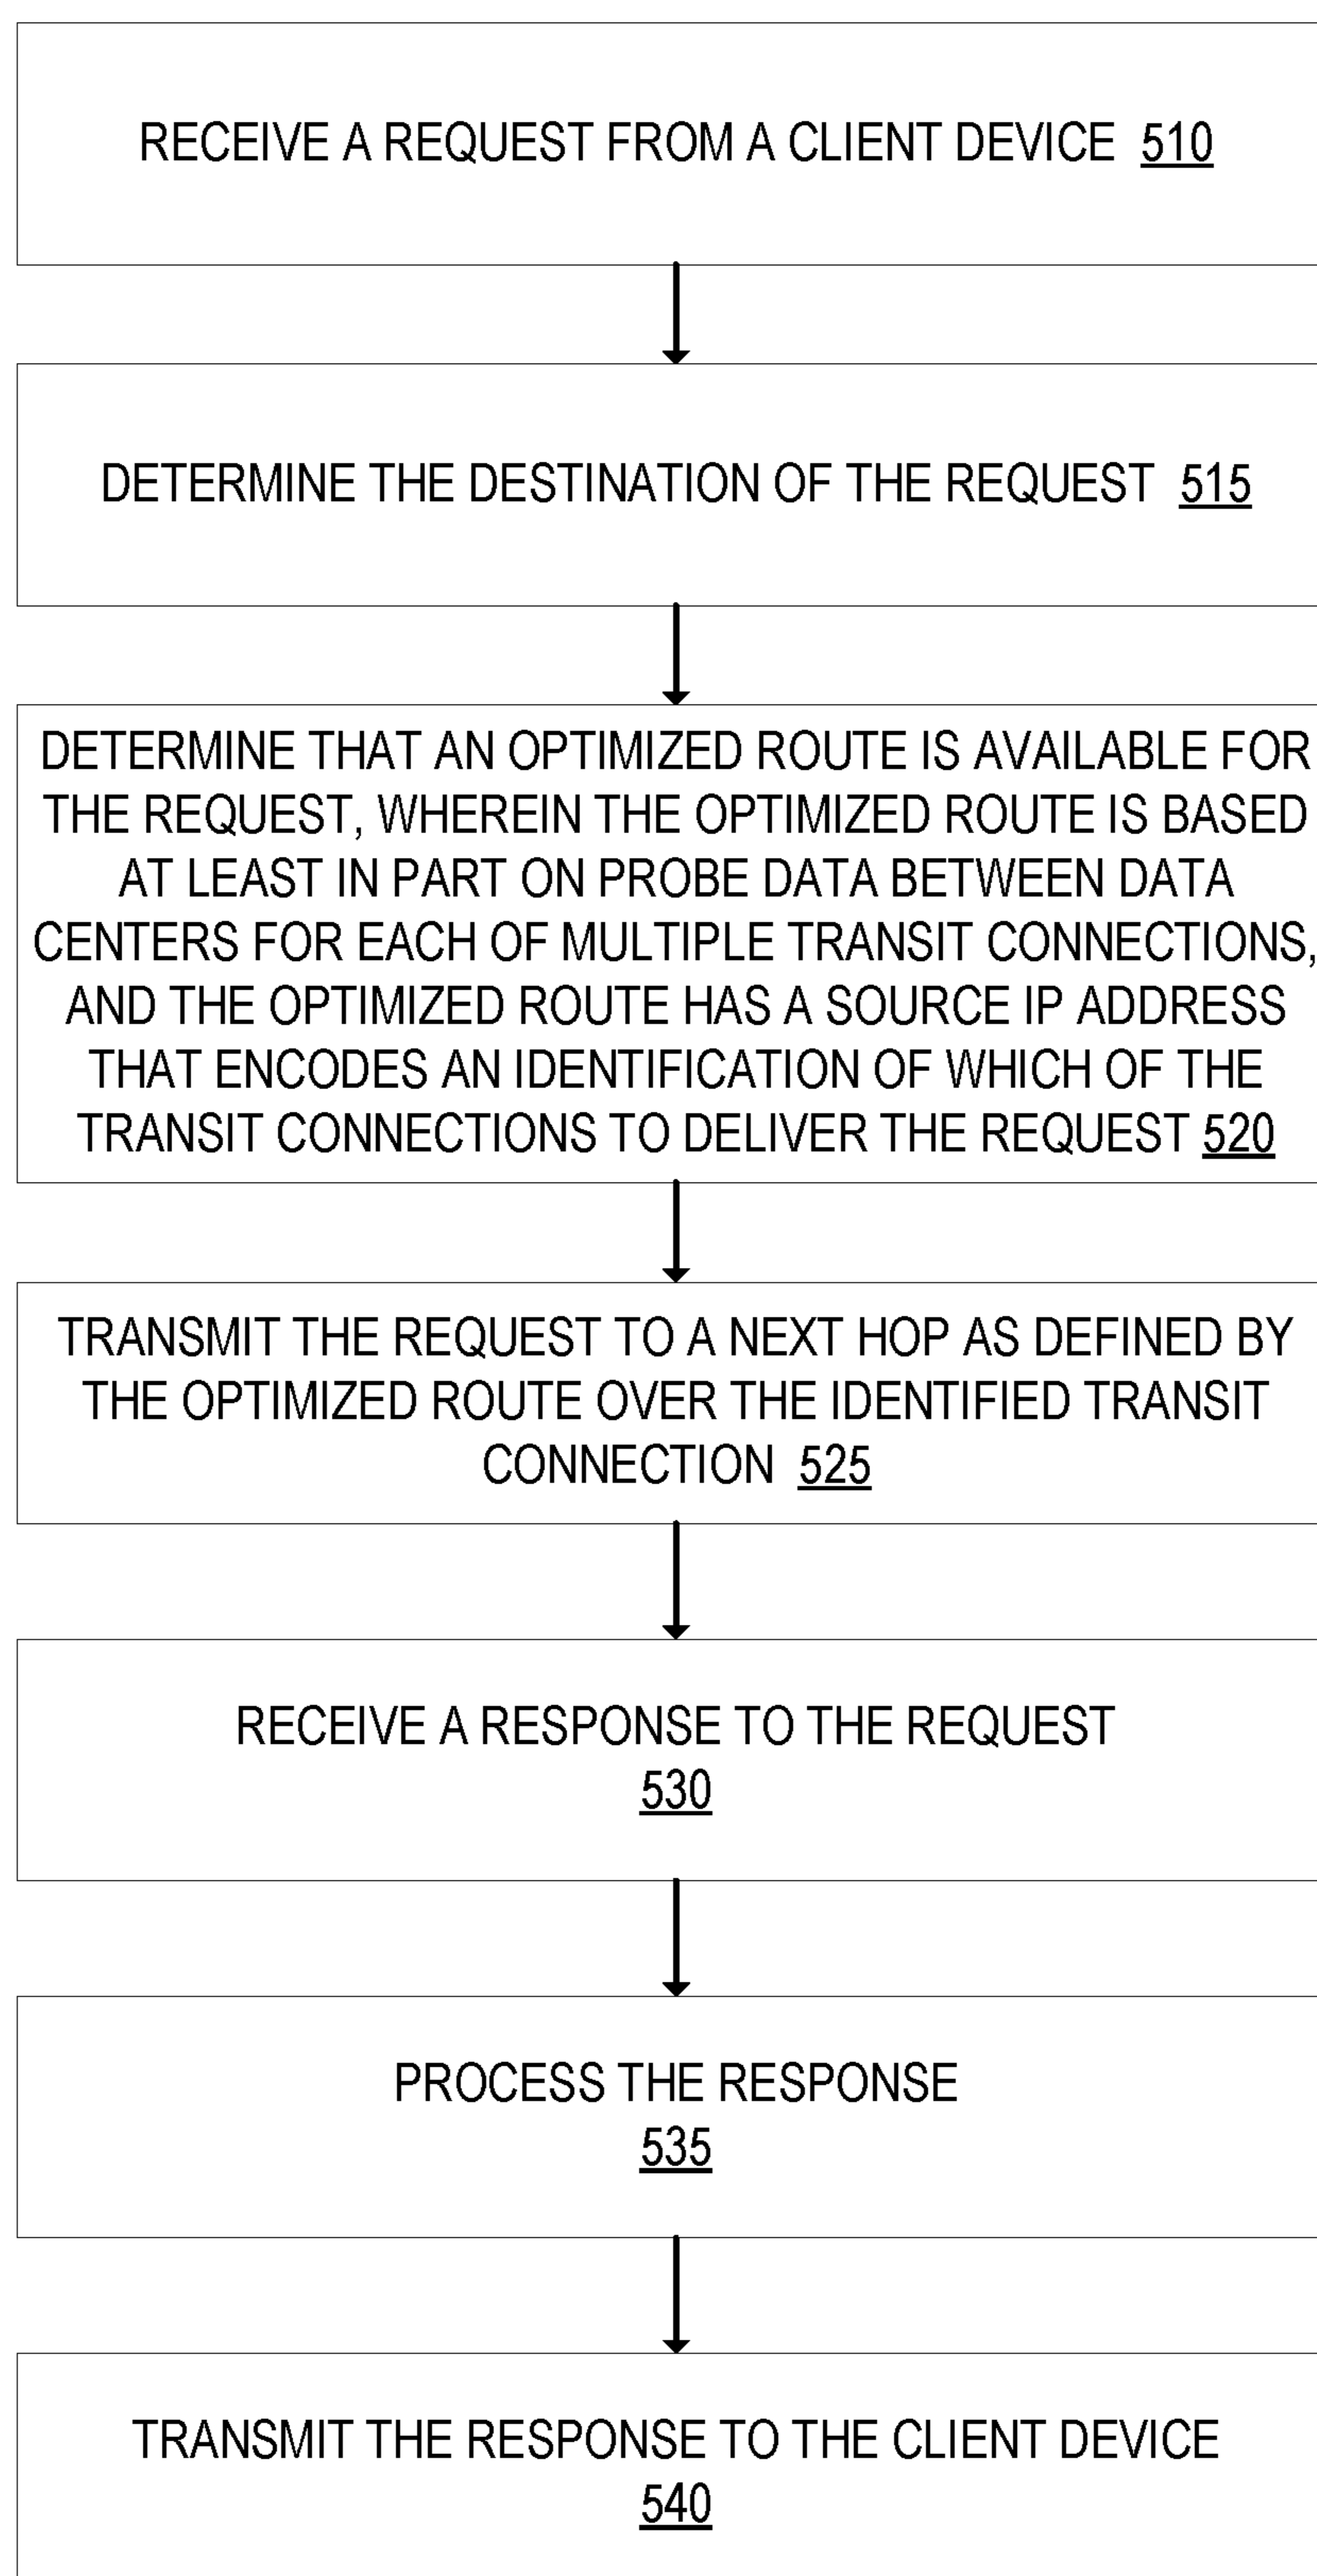 RECEIVE A REQUEST FROM A CLIENT DEVICE 510
DETERMINE THE DESTINATION OF THE REQUEST 515
DETERMINE THAT AN OPTIMIZED ROUTE IS AVAILABLE FOR
THE REQUEST, WHEREIN THE OPTIMIZED ROUTE IS BASED
AT LEAST IN PART ON PROBE DATA BETWEEN DATA
CENTERS FOR EACH OF MULTIPLE TRANSIT CONNECTIONS,
AND THE OPTIMIZED ROUTE HAS A SOURCE IP ADDRESS
THAT ENCODES AN IDENTIFICATION OF WHICH OF THE
TRANSIT CONNECTIONS TO DELIVER THE REQUEST 520
TRANSMIT THE REQUEST TO A NEXT HOP AS DEFINED BY
THE OPTIMIZED ROUTE OVER THE IDENTIFIED TRANSIT
CONNECTION 525
RECEIVE A RESPONSE TO THE REQUEST
530
PROCESS THE RESPONSE
535
TRANSMIT THE RESPONSE TO THE CLIENT DEVICE
540